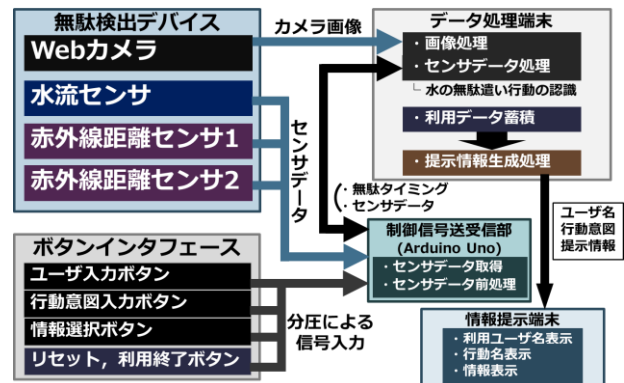 無駄検出デバイス
Webカメラ
水流センサ
赤外線距離センサ1
赤外線距離センサ2
カメラ画像
センサデータ
データ処理端末
・画像処理
・センサデータ処理
└ 水の無駄遣い行動の認識
・利用データ蓄積
・提示情報生成処理
・無駄タイミング
・センサデータ
制御信号送受信部
(Arduino Uno)
・センサデータ取得
・センサデータ前処理
ユーザ名
行動意図
提示情報
ボタンインタフェース
ユーザ入力ボタン
行動意図入力ボタン
情報選択ボタン
リセット，利用終了ボタン
分圧による
信号入力
情報提示端末
・利用ユーザ名表示
・行動名表示
・情報表示